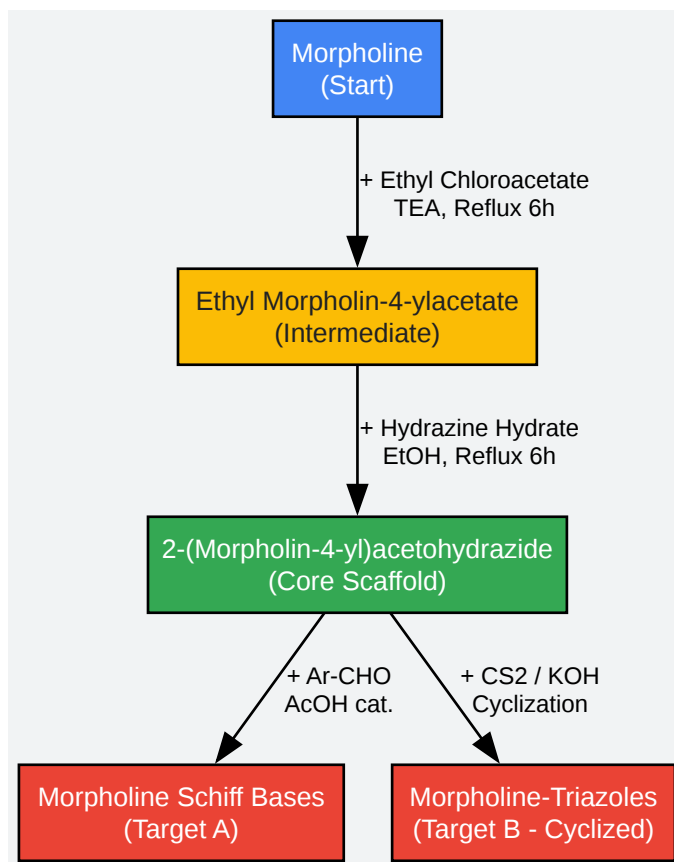 Morpholine
(Start)
+ Ethyl Chloroacetate
TEA, Reflux 6h
Ethyl Morpholin-4-ylacetate
(Intermediate)
+ Hydrazine Hydrate
EtOH, Reflux 6h
2-(Morpholin-4-yl)acetohydrazide
(Core Scaffold)
+ Ar-CHO
AcOH cat.
+ CS2 / KOH
Cyclization
Morpholine Schiff Bases
(Target A)
Morpholine-Triazoles
(Target B - Cyclized)